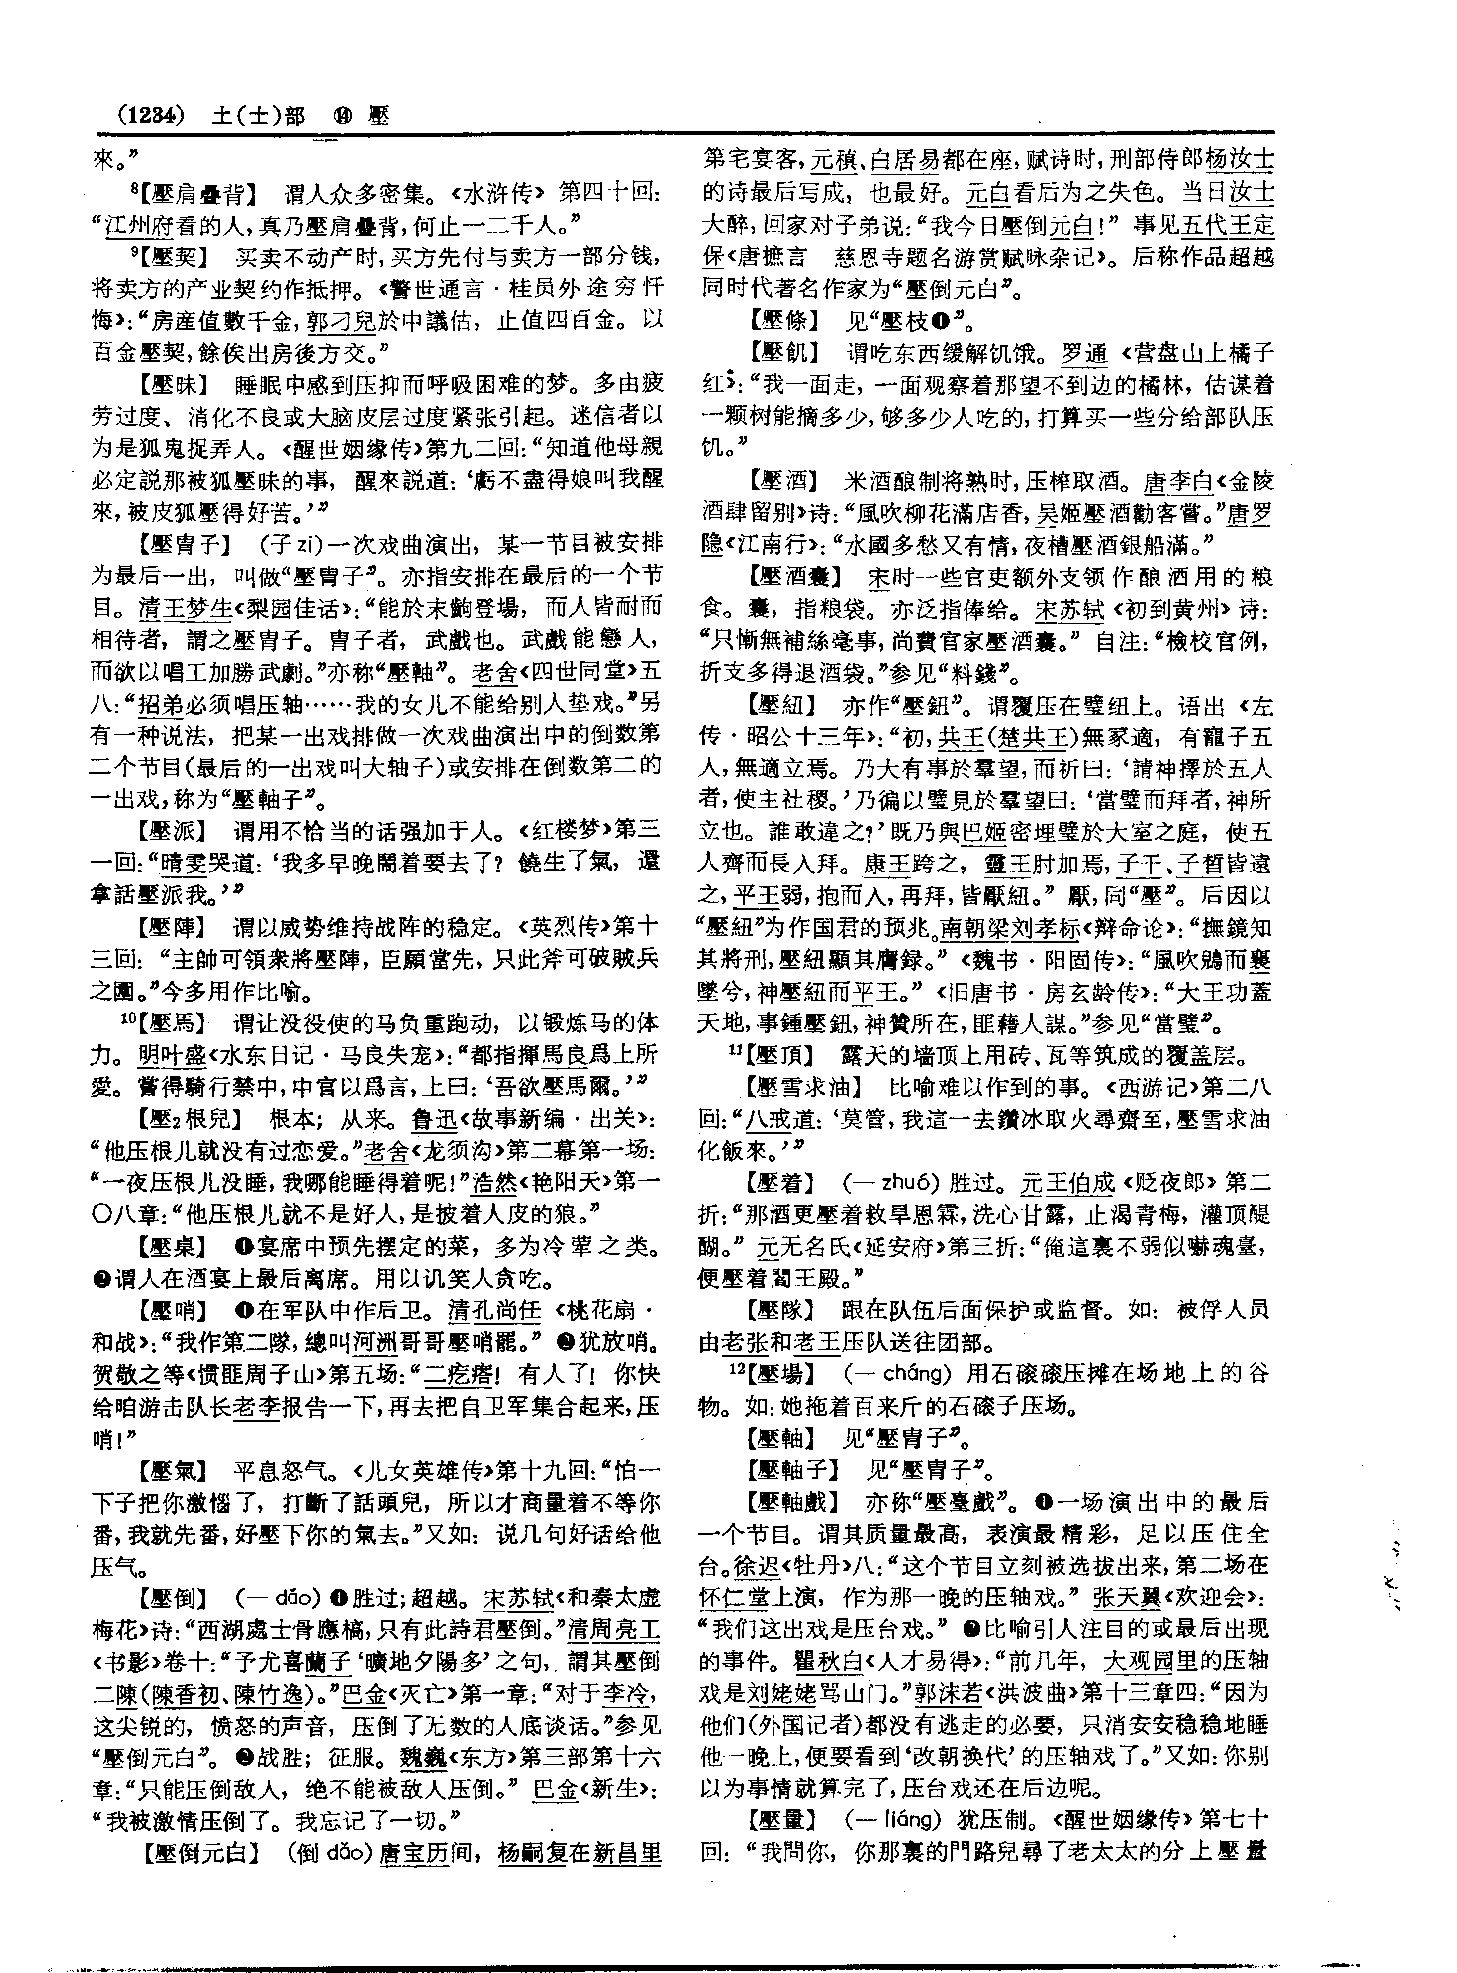 (1234) 土(士)部 ⑭ 壓
來。”
⁸【壓肩疊背】 谓人众多密集。《水浒传》第四十回：
“江州府看的人，真乃壓肩疊背，何止一二千人。”
⁹【壓契】 买卖不动产时，买方先付与卖方一部分钱，
将卖方的产业契约作抵押。《警世通言·桂员外途穷忏
悔》：“房産值數千金，郭刁兒於中議估，止值四百金。以
百金壓契，餘俟出房後方交。”
【壓昧】 睡眠中感到压抑而呼吸困难的梦。多由疲
劳过度、消化不良或大脑皮层过度紧张引起。迷信者以
为是狐鬼捉弄人。《醒世姻缘传》第九二回：“知道他母親
必定説那被狐壓昧的事，醒來説道：‘虧不盡得娘叫我醒
來，被皮狐壓得好苦。’”
【壓冑子】 (子 zi)一次戏曲演出，某一节目被安排
为最后一出，叫做“壓冑子”。亦指安排在最后的一个节
目。清王梦生《梨园佳话》：“能於末齣登場，而人皆耐而
相待者，謂之壓冑子。冑子者，武戲也。武戲能戀人，
而欲以唱工加勝武劇。”亦称“壓軸”。老舍《四世同堂》五
八：“招弟必须唱压轴……我的女儿不能给别人垫戏。”另
有一种说法，把某一出戏排做一次戏曲演出中的倒数第
二个节目(最后的一出戏叫大轴子)或安排在倒数第二的
一出戏，称为“壓軸子”。
【壓派】 谓用不恰当的话强加于人。《红楼梦》第三
一回：“晴雯哭道：‘我多早晚鬧着要去了？饒生了氣，還
拿話壓派我。’”
【壓陣】 谓以威势维持战阵的稳定。《英烈传》第十
三回：“主帥可領衆將壓陣，臣願當先，只此斧可破賊兵
之圍。”今多用作比喻。
¹⁰【壓馬】 谓让没役使的马负重跑动，以锻炼马的体
力。明叶盛《水东日记·马良失宠》：“都指揮馬良爲上所
愛。嘗得騎行禁中，中官以爲言，上曰：‘吾欲壓馬爾。’”
【壓₂根兒】 根本；从来。鲁迅《故事新编·出关》：
“他压根儿就没有过恋爱。”老舍《龙须沟》第二幕第一场：
“一夜压根儿没睡，我哪能睡得着呢！”浩然《艳阳天》第一
〇八章：“他压根儿就不是好人，是披着人皮的狼。”
【壓桌】 ❶宴席中预先摆定的菜，多为冷荤之类。
❷谓人在酒宴上最后离席。用以讥笑人贪吃。
【壓哨】 ❶在军队中作后卫。清孔尚任《桃花扇·
和战》：“我作第二隊，總叫河洲哥哥壓哨罷。” ❷犹放哨。
贺敬之等《惯匪周子山》第五场：“二疙瘩！有人了！你快
给咱游击队长老李报告一下，再去把自卫军集合起来，压
哨！”
【壓氣】 平息怒气。《儿女英雄传》第十九回：“怕一
下子把你激惱了，打斷了話頭兒，所以才商量着不等你
番，我就先番，好壓下你的氣去。”又如：说几句好话给他
压气。
【壓倒】 (— dǎo) ❶胜过；超越。宋苏轼《和秦太虚
梅花》诗：“西湖處士骨應槁，只有此詩君壓倒。”清周亮工
《书影》卷十：“予尤喜蘭子‘曠地夕陽多’之句，謂其壓倒
二陳(陳香初、陳竹逸)。”巴金《灭亡》第一章：“对于李冷，
这尖锐的，愤怒的声音，压倒了无数的人底谈话。”参见
“壓倒元白”。❷战胜；征服。魏巍《东方》第三部第十六
章：“只能压倒敌人，绝不能被敌人压倒。” 巴金《新生》：
“我被激情压倒了。我忘记了一切。”
【壓倒元白】 (倒 dǎo) 唐宝历间，杨嗣复在新昌里
第宅宴客，元稹、白居易都在座，赋诗时，刑部侍郎杨汝士
的诗最后写成，也最好。元白看后为之失色。当日汝士
大醉，回家对子弟说：“我今日壓倒元白！” 事见五代王定
保《唐摭言 慈恩寺题名游赏赋咏杂记》。后称作品超越
同时代著名作家为“壓倒元白”。
【壓條】 见“壓枝❶”。
【壓飢】 谓吃东西缓解饥饿。罗通《营盘山上橘子
红》：“我一面走，一面观察着那望不到边的橘林，估谋着
一颗树能摘多少，够多少人吃的，打算买一些分给部队压
饥。”
【壓酒】 米酒酿制将熟时，压榨取酒。唐李白《金陵
酒肆留别》诗：“風吹柳花滿店香，吴姬壓酒勸客嘗。”唐罗
隐《江南行》：“水國多愁又有情，夜槽壓酒銀船滿。”
【壓酒囊】 宋时一些官吏额外支领作酿酒用的粮
食。囊，指粮袋。亦泛指俸给。宋苏轼《初到黄州》诗：
“只慚無補絲毫事，尚費官家壓酒囊。” 自注：“檢校官例，
折支多得退酒袋。”参见“料錢”。
【壓紐】 亦作“壓鈕”。谓覆压在璧纽上。语出《左
传·昭公十三年》：“初，共王(楚共王)無冢適，有寵子五
人，無適立焉。乃大有事於羣望，而祈曰：‘請神擇於五人
者，使主社稷。’乃徧以璧見於羣望曰：‘當璧而拜者，神所
立也。誰敢違之？’既乃與巴姬密埋璧於大室之庭，使五
人齊而長入拜。康王跨之，靈王肘加焉，子干、子晳皆遠
之，平王弱，抱而入，再拜，皆厭紐。” 厭，同“壓”。后因以
“壓紐”为作国君的预兆。南朝梁刘孝标《辩命论》：“撫鏡知
其將刑，壓紐顯其膺録。”《魏书·阳固传》：“風吹鷁而襄
墜兮，神壓紐而平王。”《旧唐书·房玄龄传》：“大王功蓋
天地，事鍾壓鈕，神贊所在，匪藉人謀。”参见“當璧”。
¹¹【壓頂】 露天的墙顶上用砖、瓦等筑成的覆盖层。
【壓雪求油】 比喻难以作到的事。《西游记》第二八
回：“八戒道：‘莫管，我這一去鑽冰取火尋齋至，壓雪求油
化飯來。’”
【壓着】 (— zhuó) 胜过。元王伯成《贬夜郎》第二
折：“那酒更壓着救旱恩霖，洗心甘露，止渴青梅，灌顶醍
醐。” 元无名氏《延安府》第三折：“俺這裏不弱似嚇魂臺，
便壓着閻王殿。”
【壓隊】 跟在队伍后面保护或监督。如：被俘人员
由老张和老王压队送往团部。
¹²【壓場】 (— cháng) 用石磙磙压摊在场地上的谷
物。如：她拖着百来斤的石磙子压场。
【壓軸】 见“壓冑子”。
【壓軸子】 见“壓冑子”。
【壓軸戲】 亦称“壓臺戲”。❶一场演出中的最后
一个节目。谓其质量最高，表演最精彩，足以压住全
台。徐迟《牡丹》八：“这个节目立刻被选拔出来，第二场在
怀仁堂上演，作为那一晚的压轴戏。” 张天翼《欢迎会》：
“我们这出戏是压台戏。” ❷比喻引人注目的或最后出现
的事件。瞿秋白《人才易得》：“前几年，大观园里的压轴
戏是刘姥姥骂山门。”郭沫若《洪波曲》第十三章四：“因为
他们(外国记者)都没有逃走的必要，只消安安稳稳地睡
他一晚上，便要看到‘改朝换代’的压轴戏了。”又如：你别
以为事情就算完了，压台戏还在后边呢。
【壓量】 (— liáng) 犹压制。《醒世姻缘传》第七十
回：“我問你，你那裏的門路兒尋了老太太的分上壓量